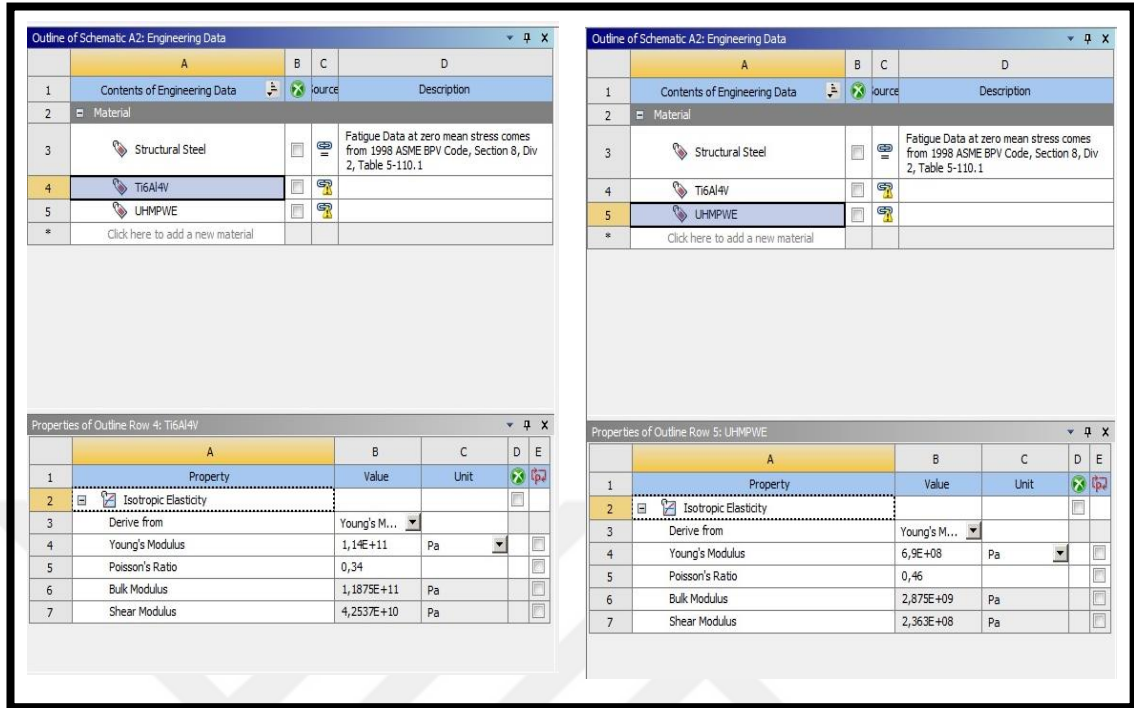 Outline of Schematic A2: Engineering Data
A B C D
1 Contents of Engineering Data ource Description
2 Material
3 Structural Steel Fatigue Data at zero mean stress comes
from 1998 ASME BPV Code, Section 8, Div
2, Table 5-110.1
4 Ti6Al4V
5 UHMPWE
* Click here to add a new material
Properties of Outline Row 4: Ti6Al4V
A B C D E
1 Property Value Unit
2 Isotropic Elasticity
3 Derive from Young's M...
4 Young's Modulus 1,14E+11 Pa
5 Poisson's Ratio 0,34
6 Bulk Modulus 1,1875E+11 Pa
7 Shear Modulus 4,2537E+10 Pa
Outline of Schematic A2: Engineering Data
A B C D
1 Contents of Engineering Data ource Description
2 Material
3 Structural Steel Fatigue Data at zero mean stress comes
from 1998 ASME BPV Code, Section 8, Div
2, Table 5-110.1
4 Ti6Al4V
5 UHMPWE
* Click here to add a new material
Properties of Outline Row 5: UHMPWE
A B C D E
1 Property Value Unit
2 Isotropic Elasticity
3 Derive from Young's M...
4 Young's Modulus 6,9E+08 Pa
5 Poisson's Ratio 0,46
6 Bulk Modulus 2,875E+09 Pa
7 Shear Modulus 2,363E+08 Pa